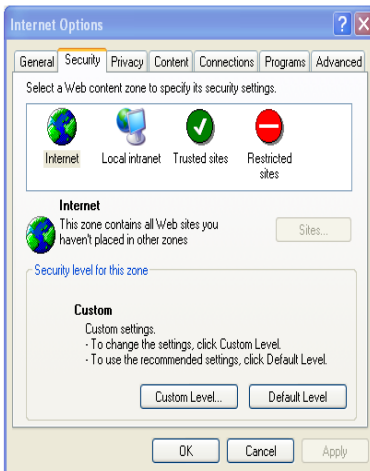 Internet Options
General Security Privacy Content Connections Programs Advanced
Select a Web content zone to specify its security settings.
Internet Local intranet Trusted sites Restricted sites
Internet
This zone contains all Web sites you
haven't placed in other zones
Sites...
Security level for this zone
Custom
Custom settings.
- To change the settings, click Custom Level.
- To use the recommended settings, click Default Level.
Custom Level... Default Level
OK Cancel Apply